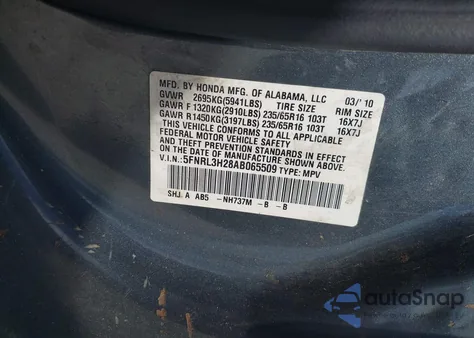 MFD. BY HONDA MFG. OF ALABAMA, LLC 03/'10
GVWR 2695KG(5941LBS) TIRE SIZE RIM SIZE
GAWR F 1320KG(2910LBS) 235/65R16 103T 16X7J
GAWR R 1450KG(3197LBS) 235/65R16 103T 16X7J
THIS VEHICLE CONFORMS TO ALL APPLICABLE
FEDERAL MOTOR VEHICLE SAFETY AND THEFT
PREVENTION STANDARDS IN EFFECT ON THE
DATE OF MANUFACTURE SHOWN ABOVE.
V.I.N.: 5FNRL3H28AB065509 TYPE: MPV
SHJ A AB5 -NH737M -B -B
autoSnap